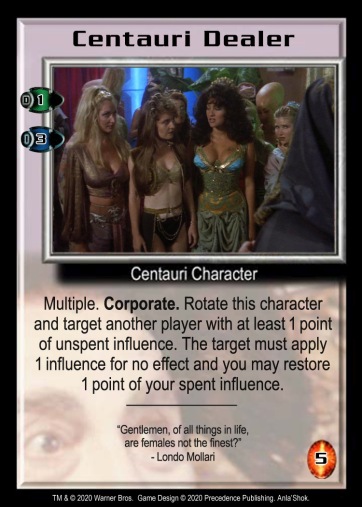 Centauri Dealer
1
3
Centauri Character
Multiple. Corporate. Rotate this character
and target another player with at least 1 point
of unspent influence. The target must apply
1 influence for no effect and you may restore
1 point of your spent influence.
“Gentlemen, of all things in life,
are females not the finest?”
- Londo Mollari
5
TM & © 2020 Warner Bros. Game Design © 2020 Precedence Publishing. Anla'Shok.